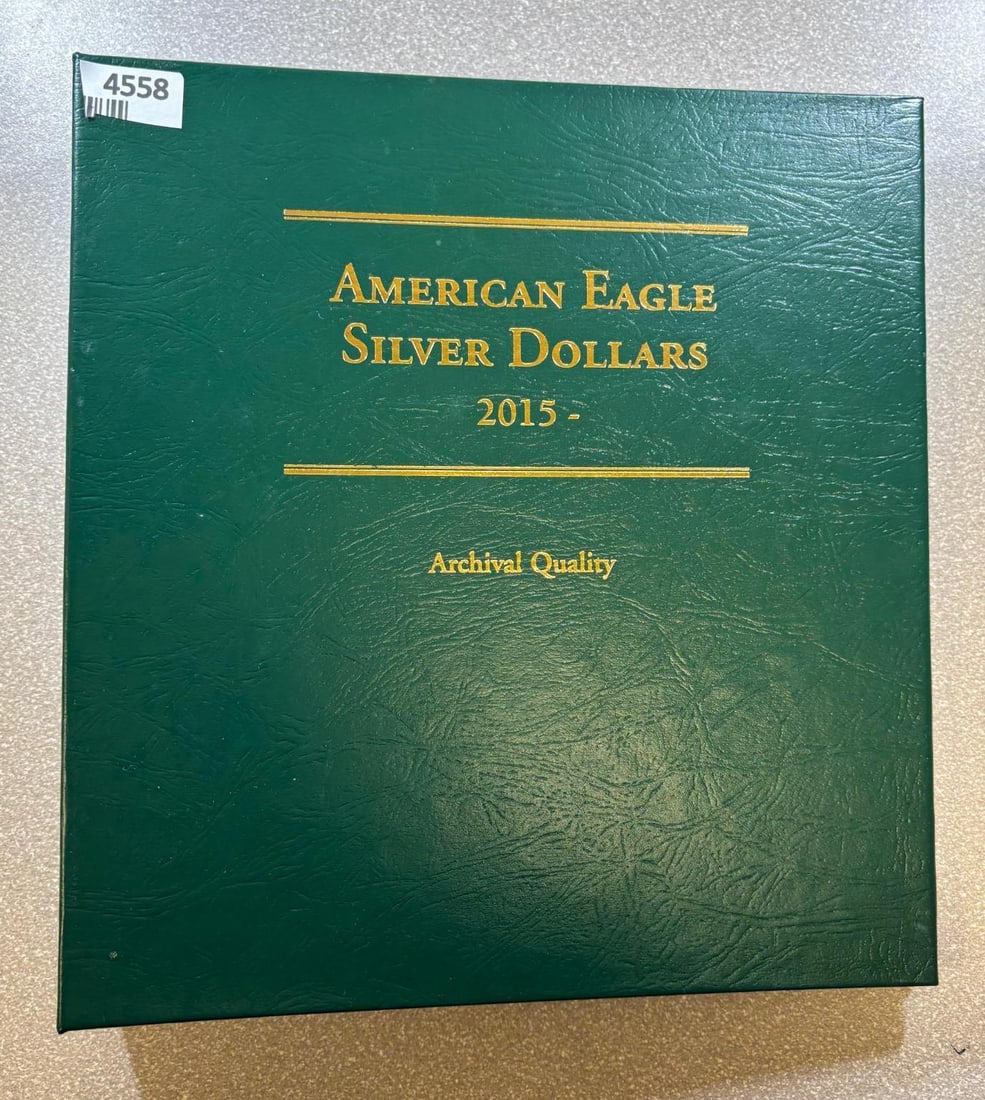 4558
AMERICAN EAGLE
SILVER DOLLARS
2015 -
Archival Quality